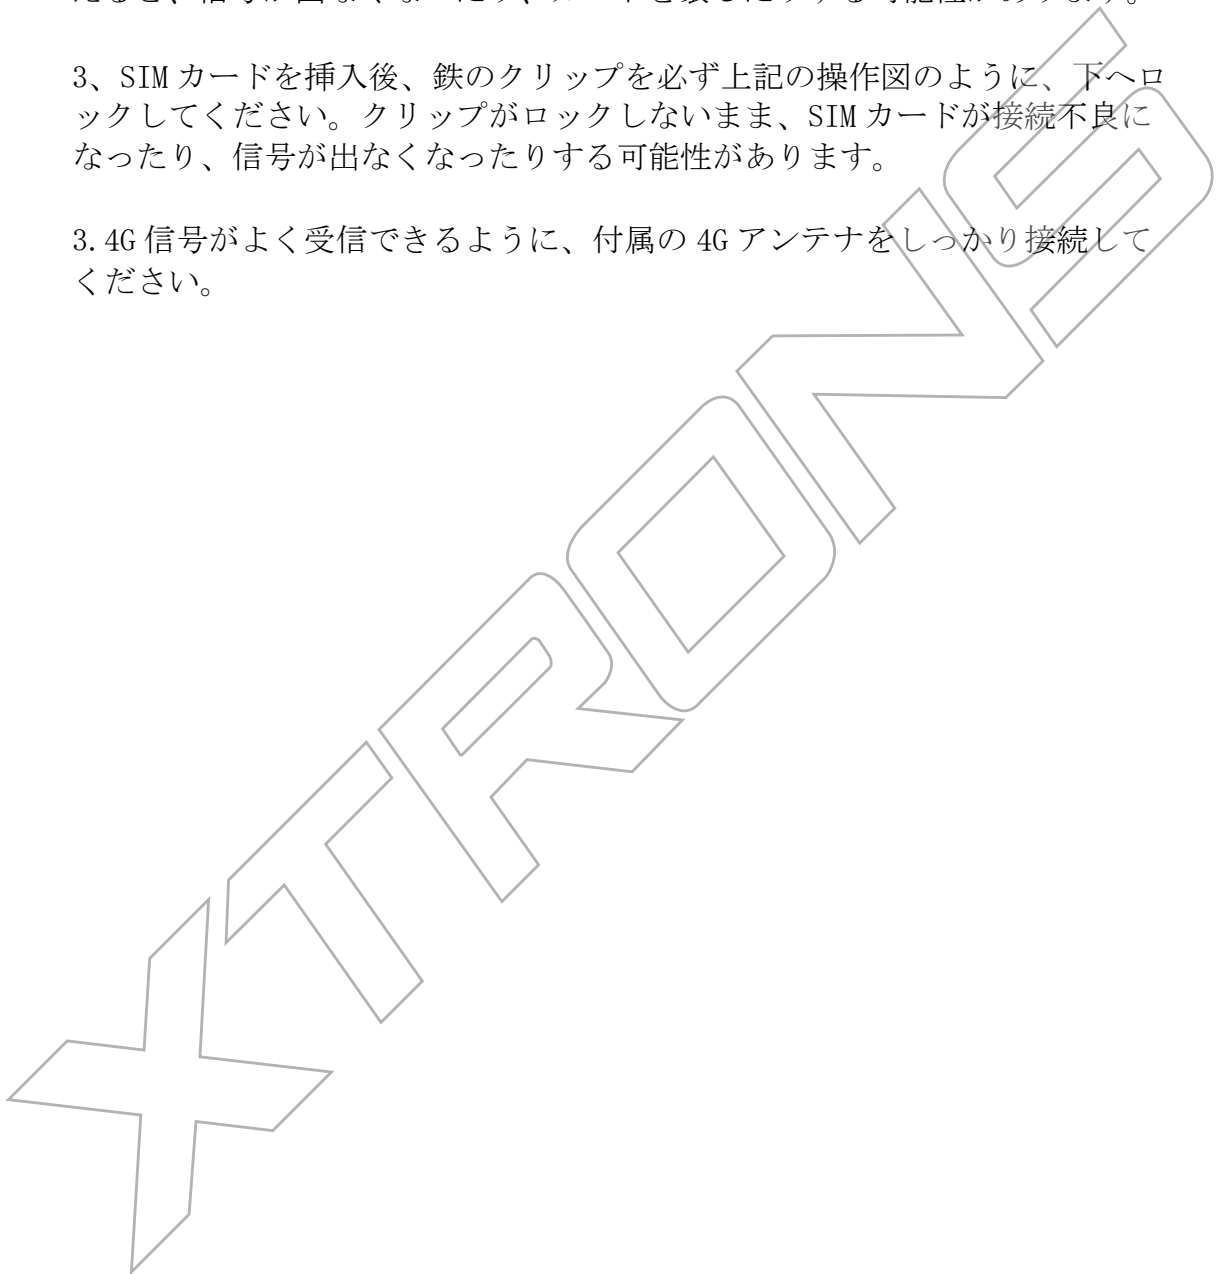 3、SIMカードを挿入後、鉄のクリップを必ず上記の操作図のように、下へロ
ックしてください。クリップがロックしないまま、SIMカードが接続不良に
なったり、信号が出なくなったりする可能性があります。
3.4G信号がよく受信できるように、付属の4Gアンテナをしっかり接続して
ください。
XTRONS